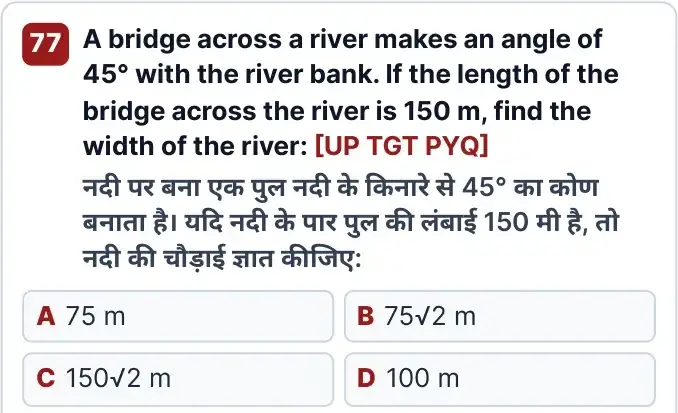 77 A bridge across a river makes an angle of
45° with the river bank. If the length of the
bridge across the river is 150 m, find the
width of the river: [UP TGT PYQ]
नदी पर बना एक पुल नदी के किनारे से 45° का कोण
बनाता है। यदि नदी के पार पुल की लंबाई 150 मी है, तो
नदी की चौड़ाई ज्ञात कीजिए:
A 75 m
B 75√2 m
C 150√2 m
D 100 m